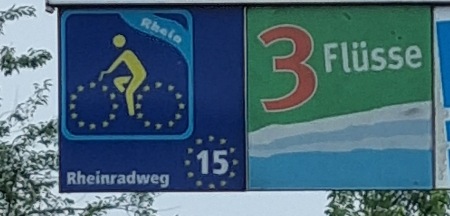 Rhein
Rheinradweg 15
3 Flüsse